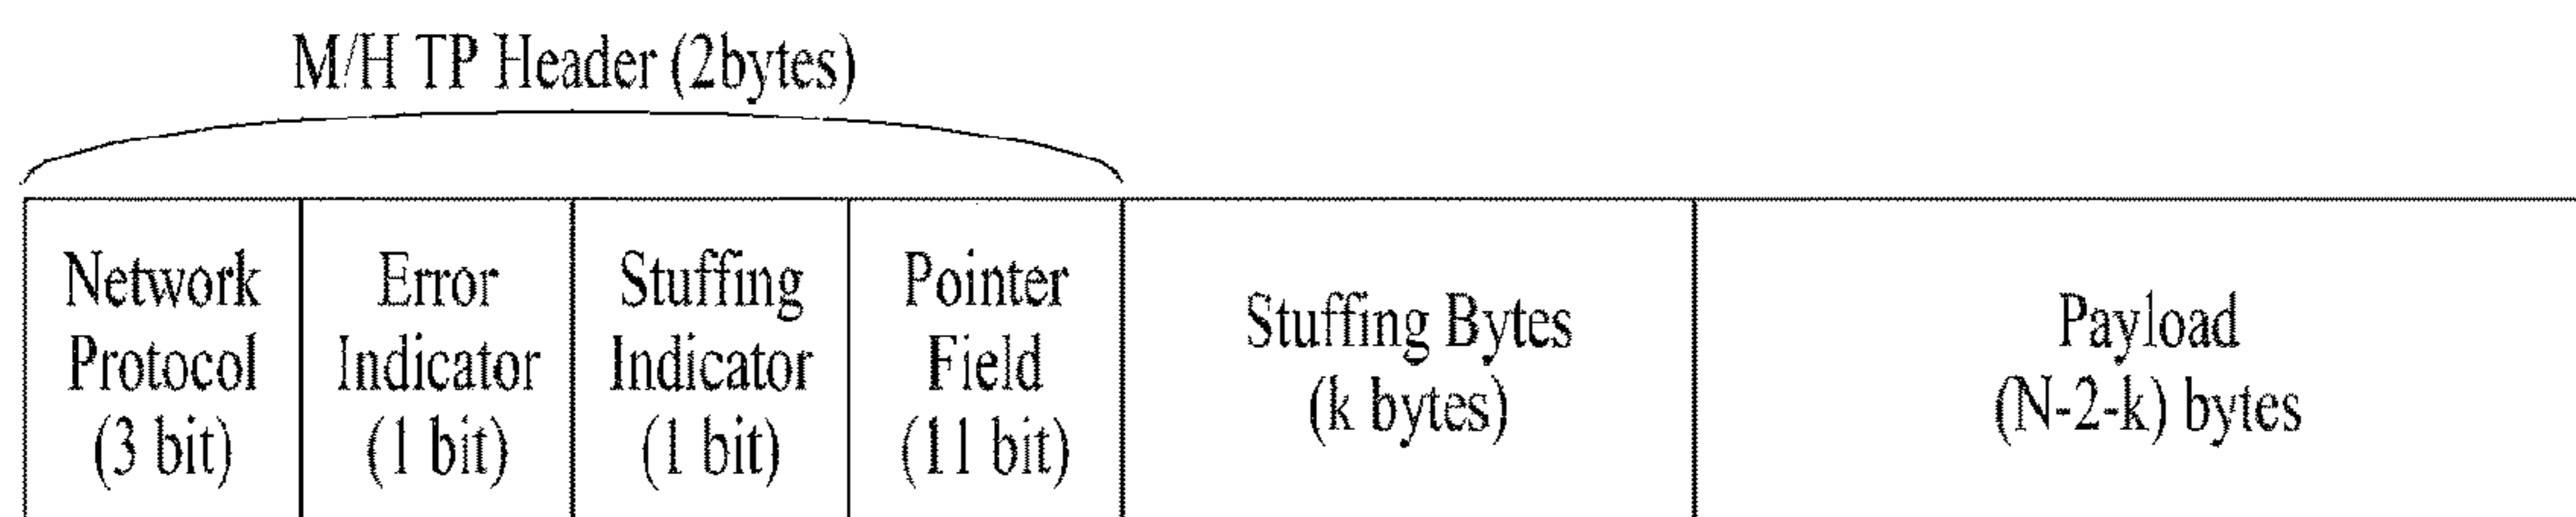 M/H TP Header (2bytes)
Network
Protocol
(3 bit)
Error
Indicator
(1 bit)
Stuffing
Indicator
(1 bit)
Pointer
Field
(11 bit)
Stuffing Bytes
(k bytes)
Payload
(N-2-k) bytes